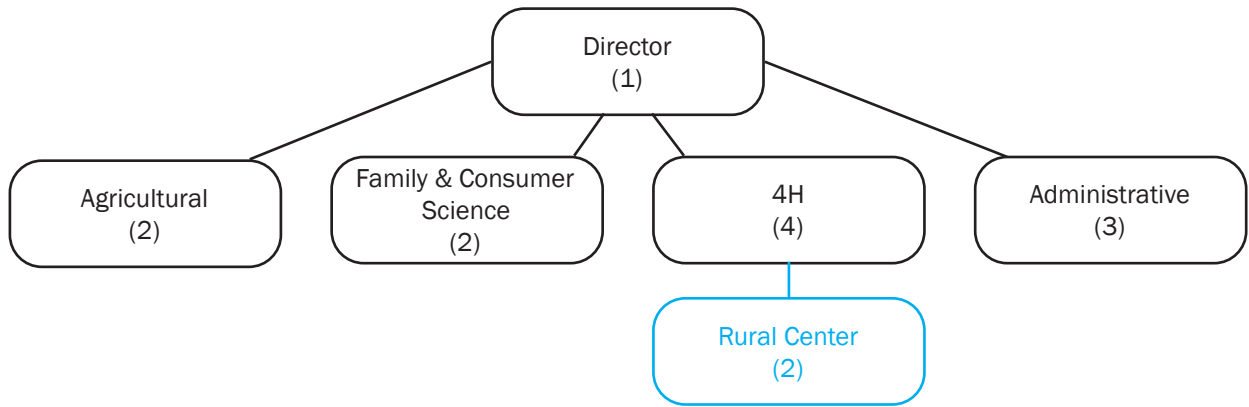 Director
(1)
Agricultural
(2)
Family & Consumer
Science
(2)
4H
(4)
Administrative
(3)
Rural Center
(2)